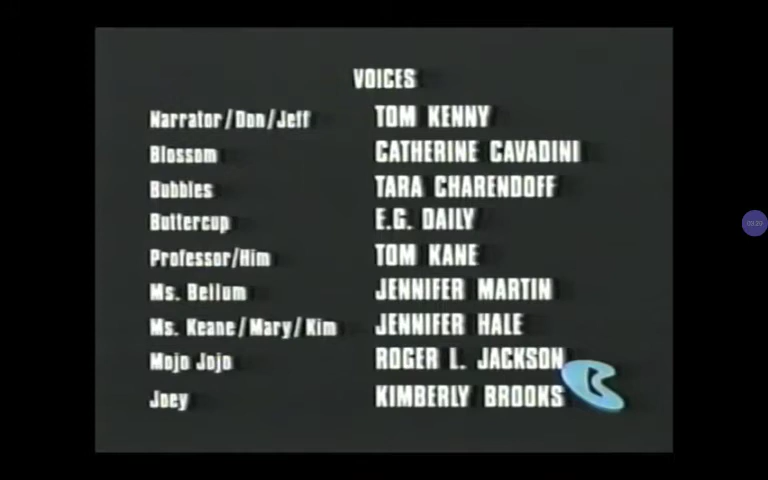 VOICES
Narrator/Don/Jeff TOM KENNY
Blossom CATHERINE CAVADINI
Bubbles TARA CHARENDOFF
Buttercup E.G. DAILY
Professor/Him TOM KANE
Ms. Bellum JENNIFER MARTIN
Ms. Keane/Mary/Kim JENNIFER HALE
Mojo Jojo ROGER L. JACKSON
Joey KIMBERLY BROOKS